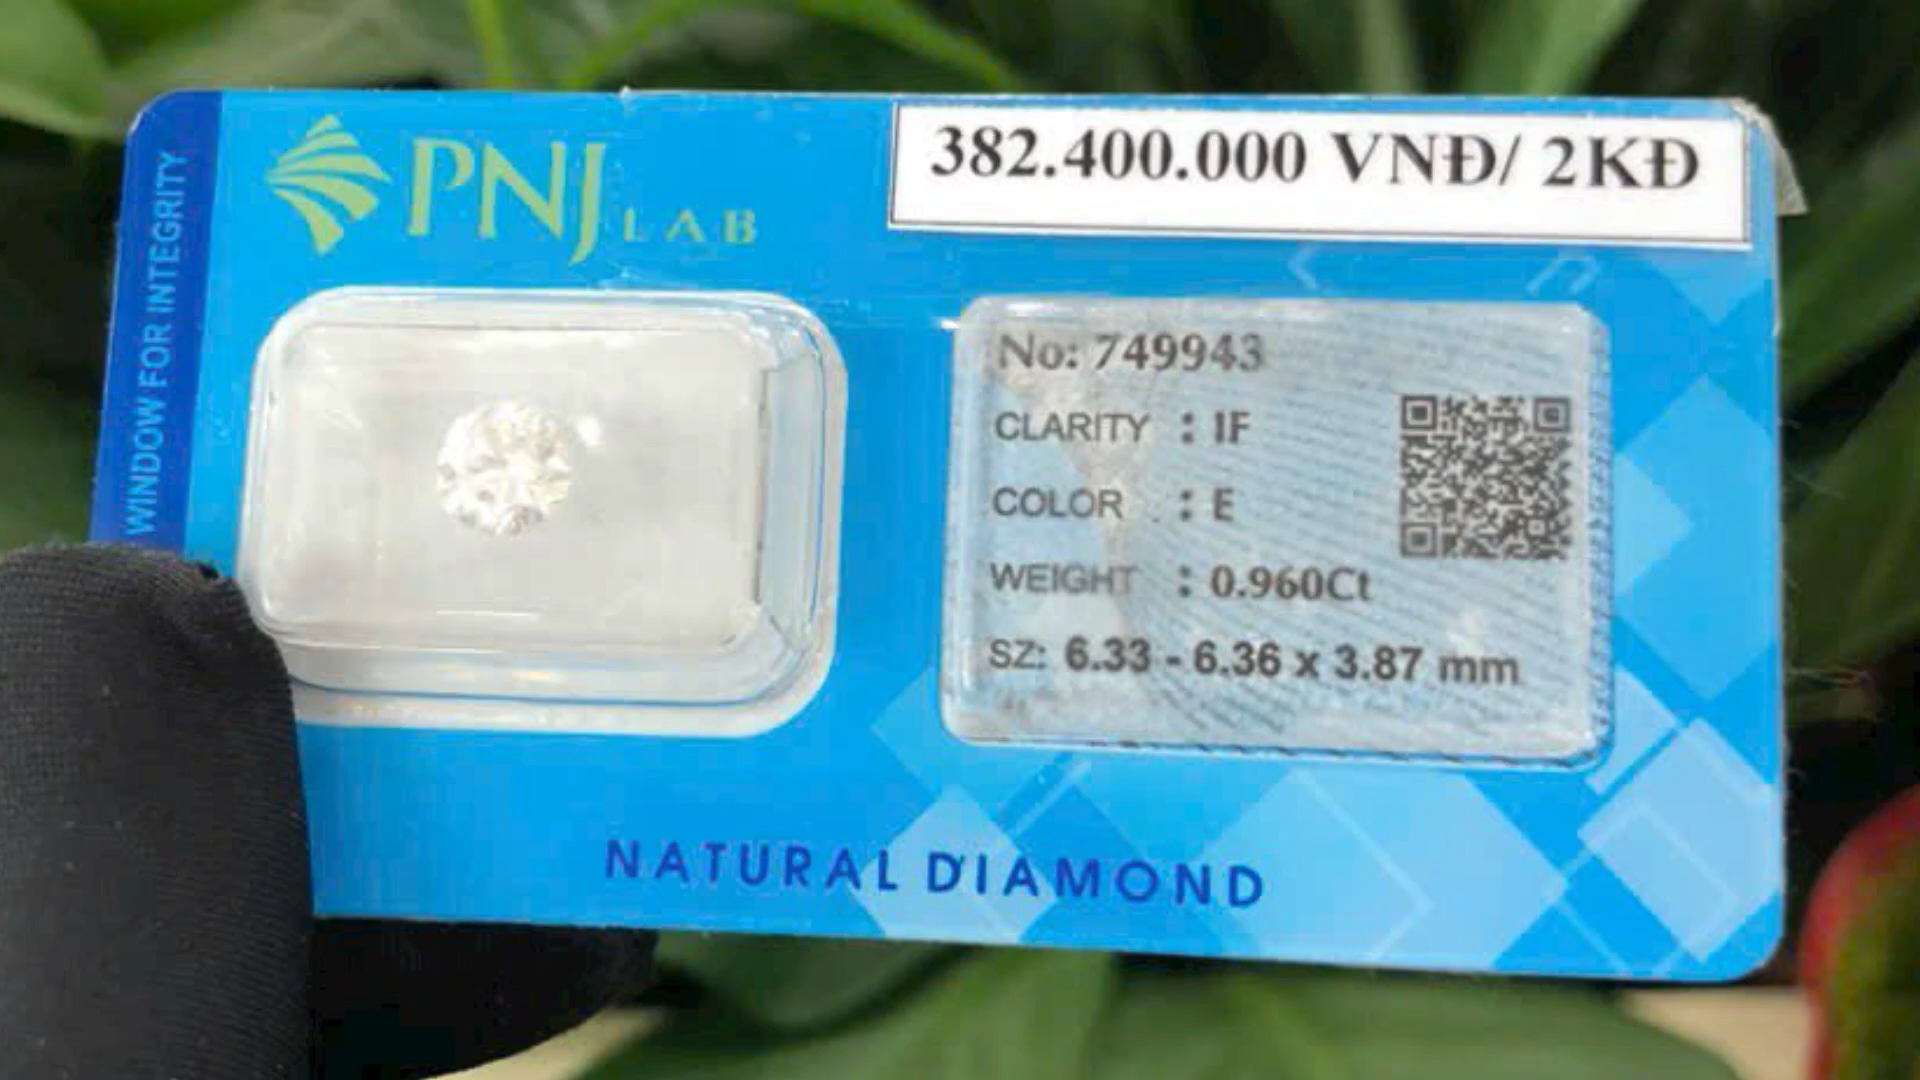 WINDOW FOR INTEGRITY
PNJ LAB
382.400.000 VNĐ/ 2KĐ
No: 749943
CLARITY : IF
COLOR : E
WEIGHT : 0.960Ct
SZ: 6.33 - 6.36 x 3.87 mm
NATURAL DIAMOND